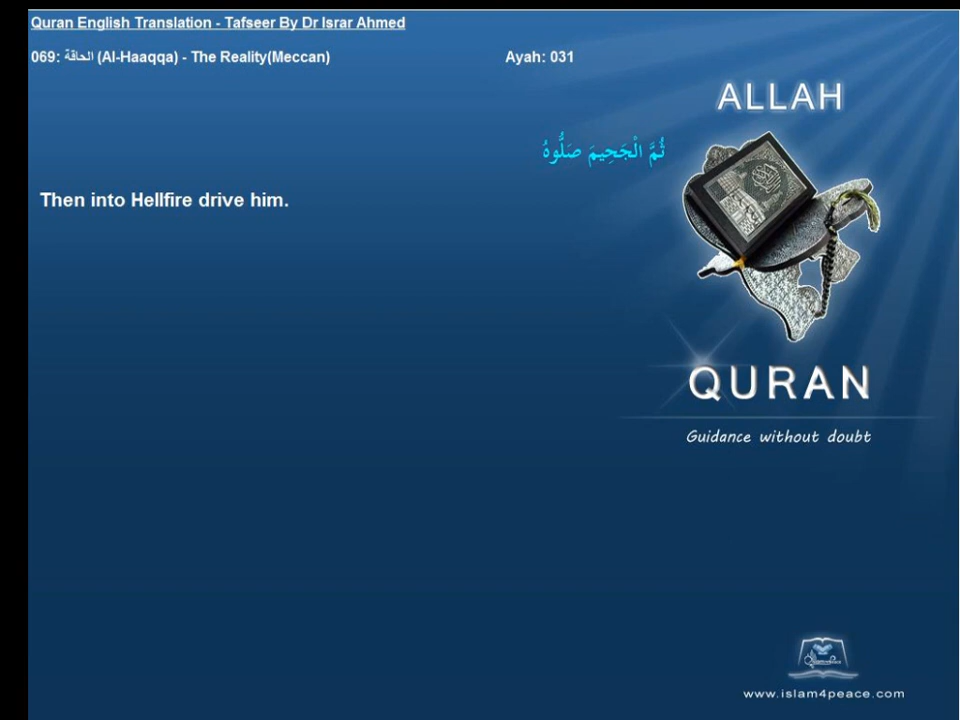 Quran English Translation - Tafseer By Dr Israr Ahmed
069: الحاقة (Al-Haaqqa) - The Reality(Meccan) Ayah: 031
ALLAH
ثُمَّ الْجَحِيمَ صَلُّوهُ
Then into Hellfire drive him.
QURAN
Guidance without doubt
www.islam4peace.com